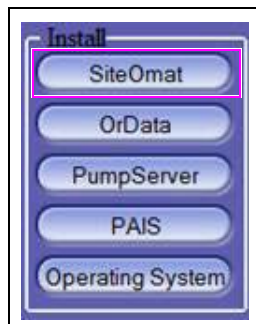 Install
SiteOmat
OrData
PumpServer
PAIS
Operating System